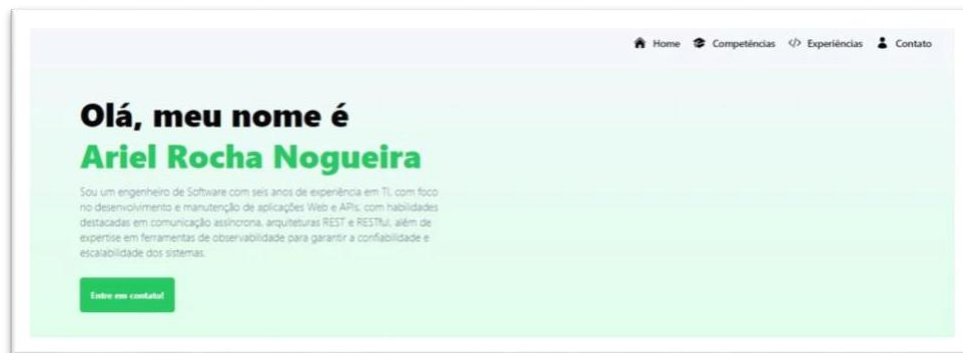 Home Competências </> Experiências Contato
Olá, meu nome é
Ariel Rocha Nogueira
Sou um engenheiro de Software com seis anos de experiência em TI, com foco
no desenvolvimento e manutenção de aplicações Web e APIs, com habilidades
destacadas em comunicação assíncrona, arquiteturas REST e RESTful, além de
expertise em ferramentas de observabilidade para garantir a confiabilidade e
escalabilidade dos sistemas.
Entre em contato!